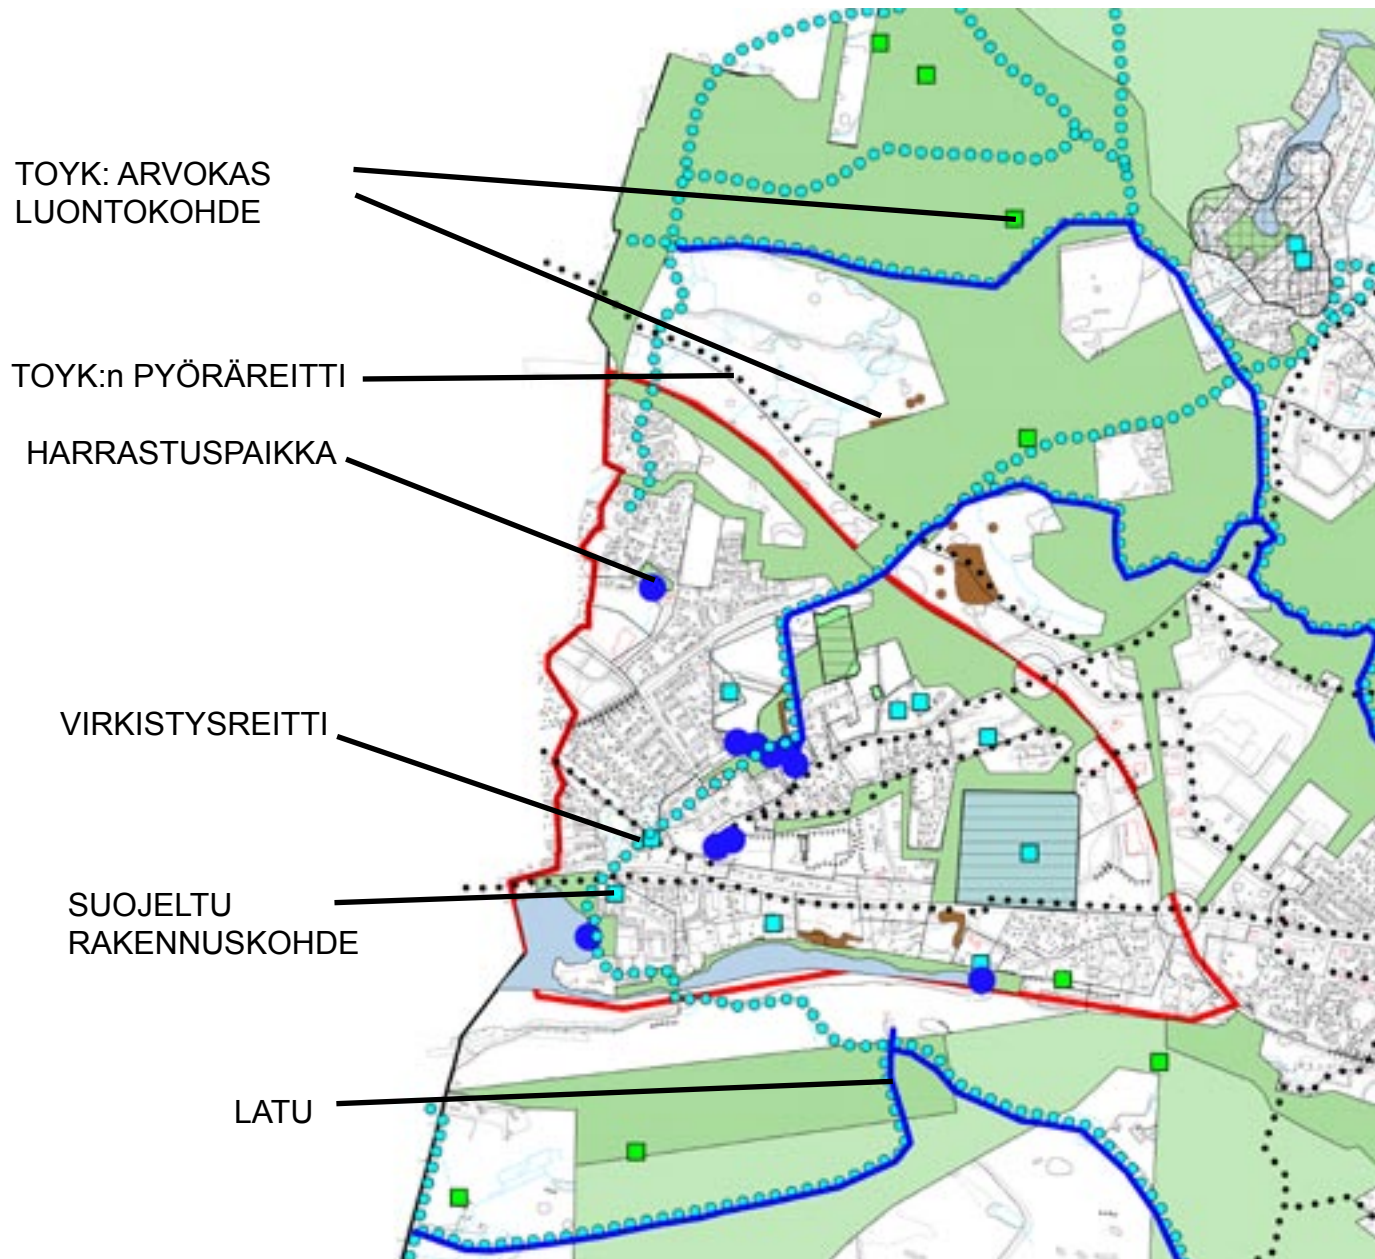 TOYK: ARVOKAS
LUONTOKOHDE
TOYK:n PYÖRÄREITTI
HARRASTUSPAIKKA
VIRKISTYSREITTI
SUOJELTU
RAKENNUSKOHDE
LATU